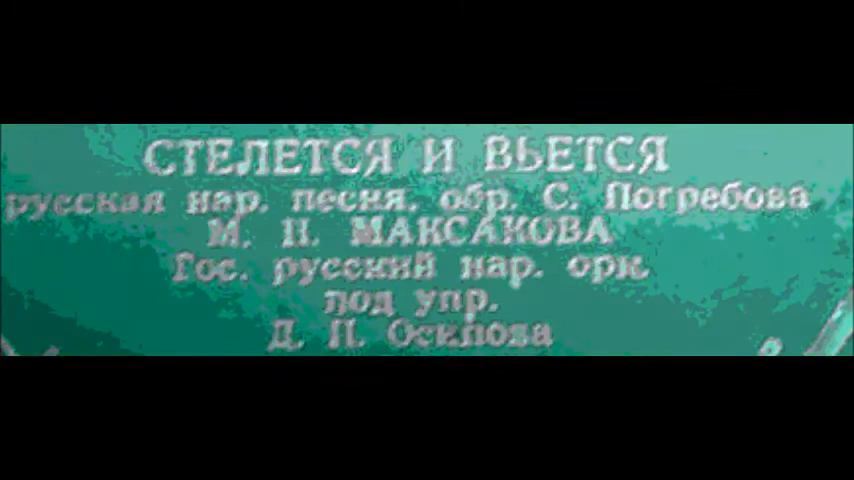 СТЕЛЕТСЯ И ВЬЕТСЯ
русская нар. песня. обр. С. Погребова
М. П. МАКСАКОВА
Гос. русский нар. орк.
под упр.
Д. П. Осипова